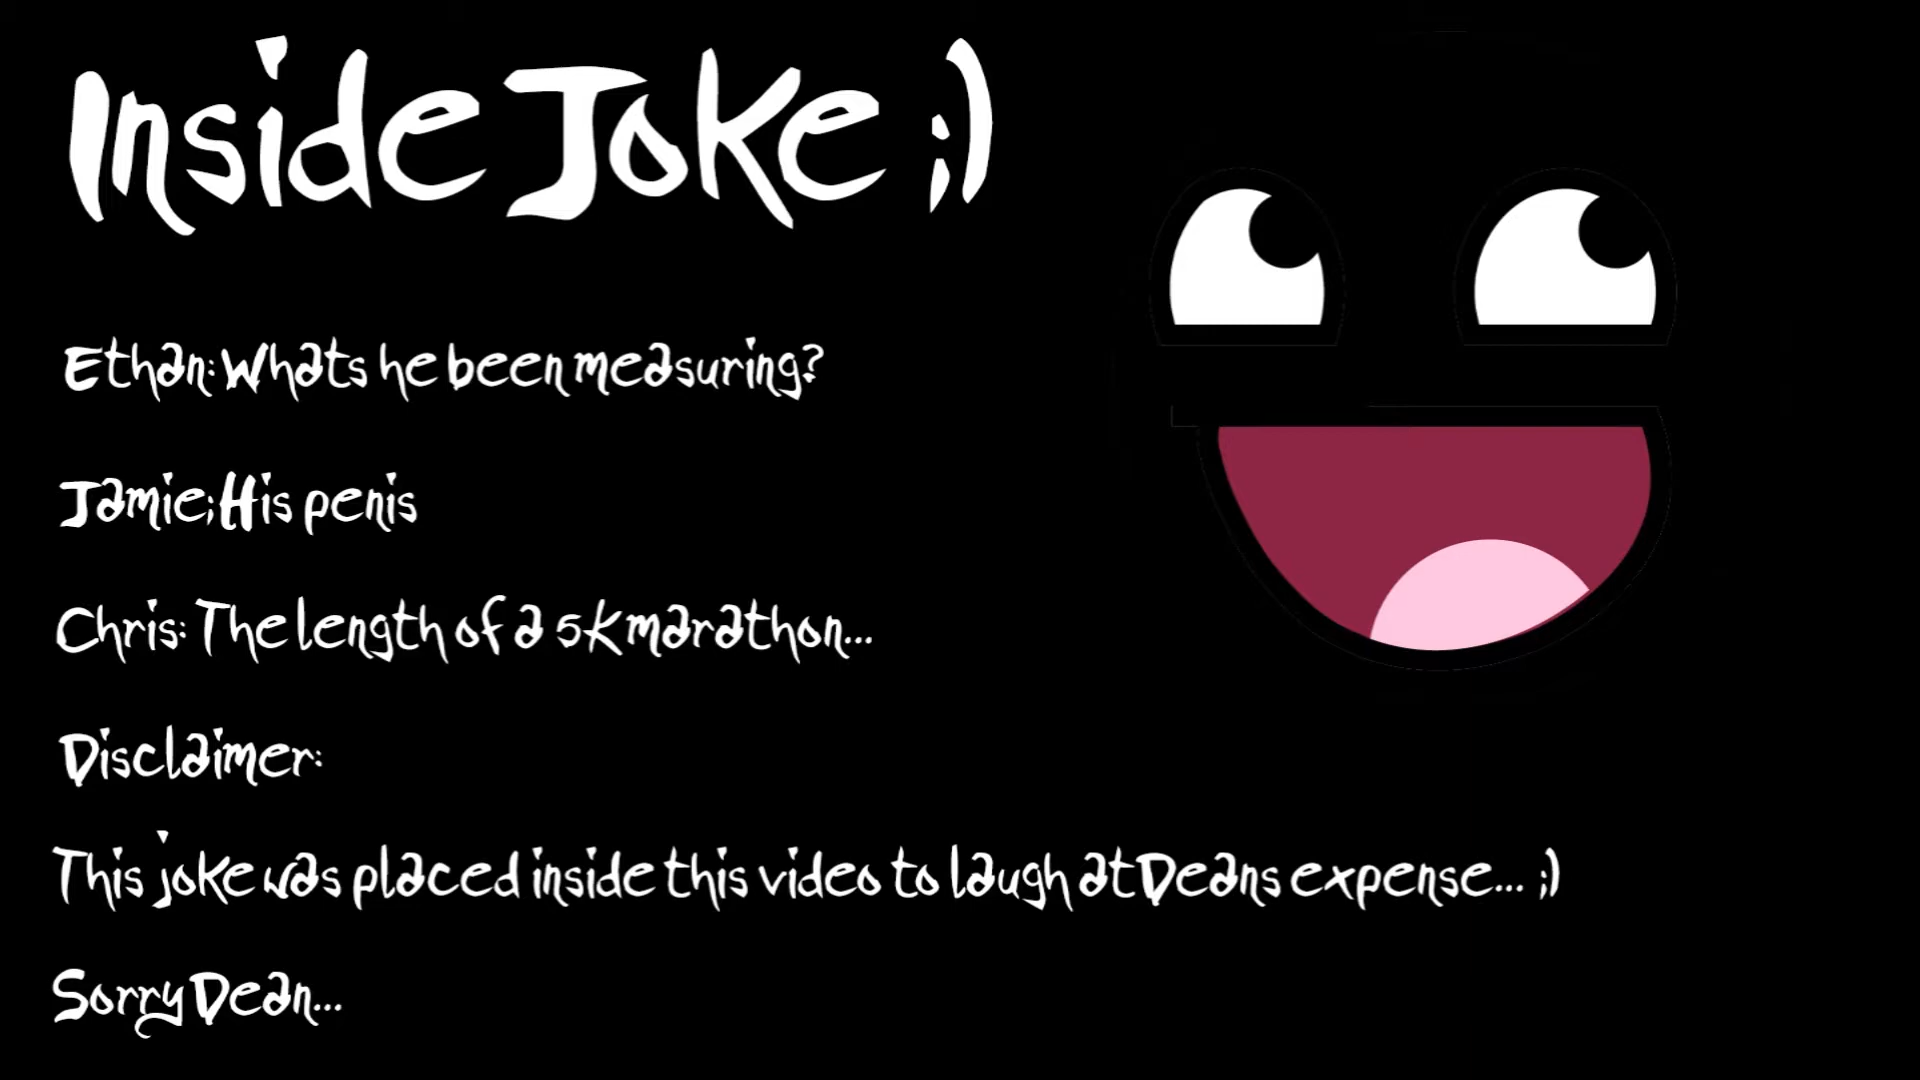 Inside Joke ;)
Ethan: Whats he been measuring?
Jamie; His penis
Chris: The length of a 5K marathon...
Disclaimer:
This joke was placed inside this video to laugh at Deans expense... ;)
Sorry Dean...